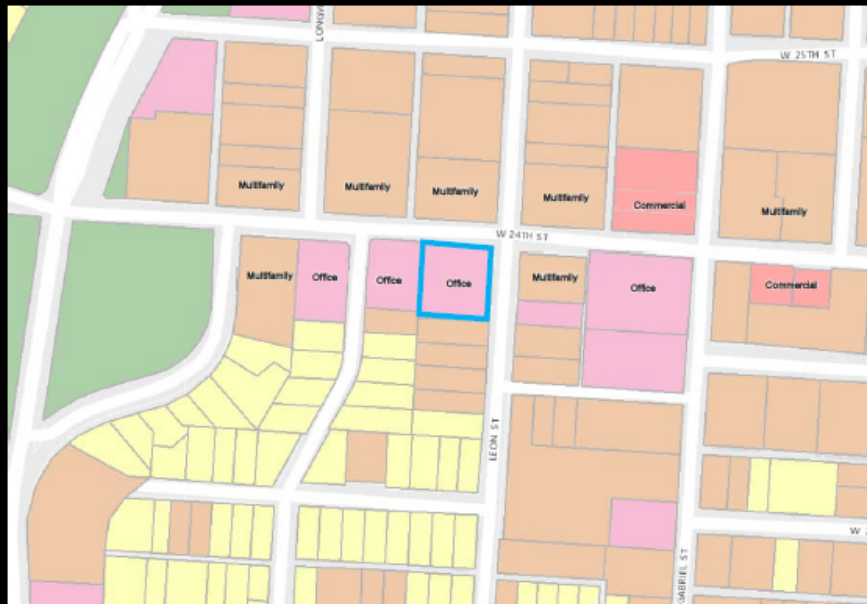 W 25TH ST
Multifamily
Multifamily
Multifamily
Multifamily
Commercial
Multifamily
W 24TH ST
Multifamily
Office
Office
Office
Multifamily
Office
Commercial
LEON ST
GABRIEL ST
W